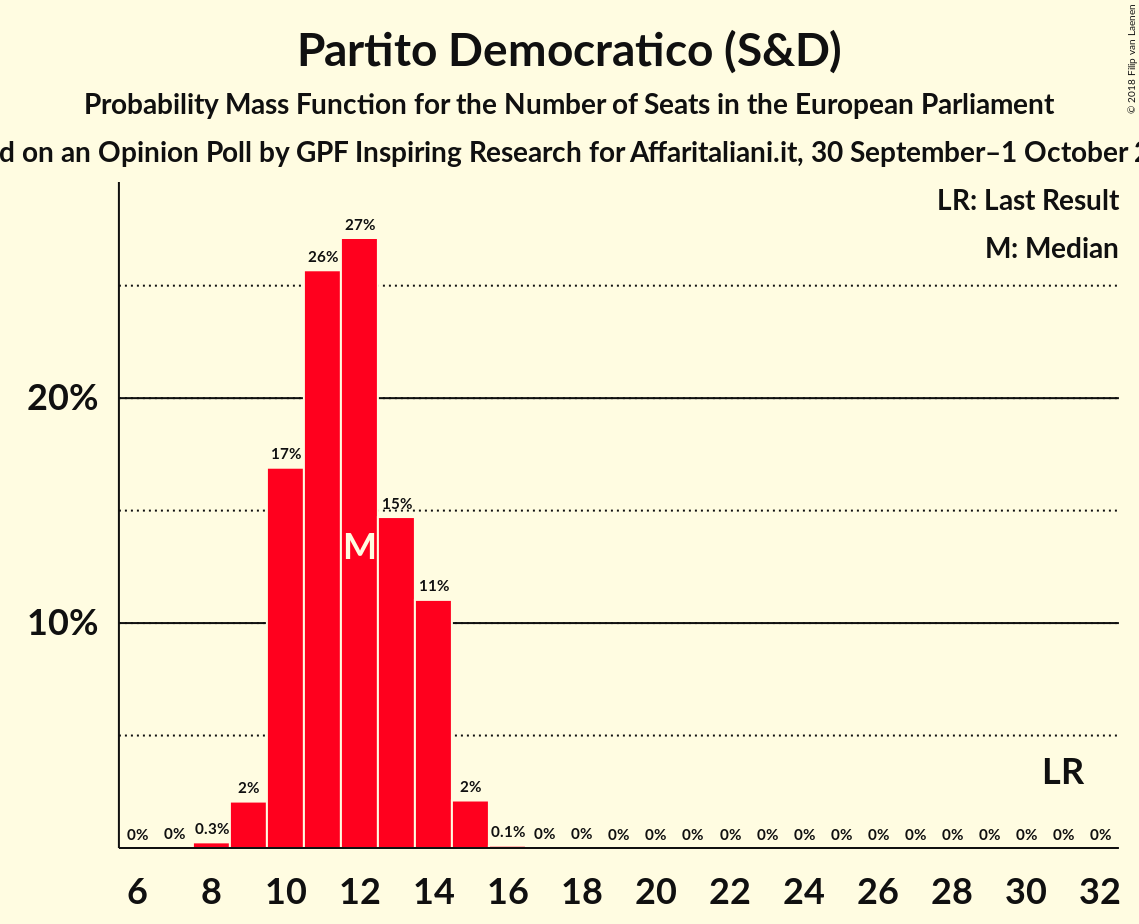 Partito Democratico (S&D)
Probability Mass Function for the Number of Seats in the European Parliament
d on an Opinion Poll by GPF Inspiring Research for Affaritaliani.it, 30 September–1 October
© 2018 Filip van Laenen
LR: Last Result
M: Median
27%
26%
20%
17%
15%
M
11%
10%
LR
2% 2%
0% 0% 0.3% 0.1% 0% 0% 0% 0% 0% 0% 0% 0% 0% 0% 0% 0% 0% 0% 0% 0%
6 8 10 12 14 16 18 20 22 24 26 28 30 32